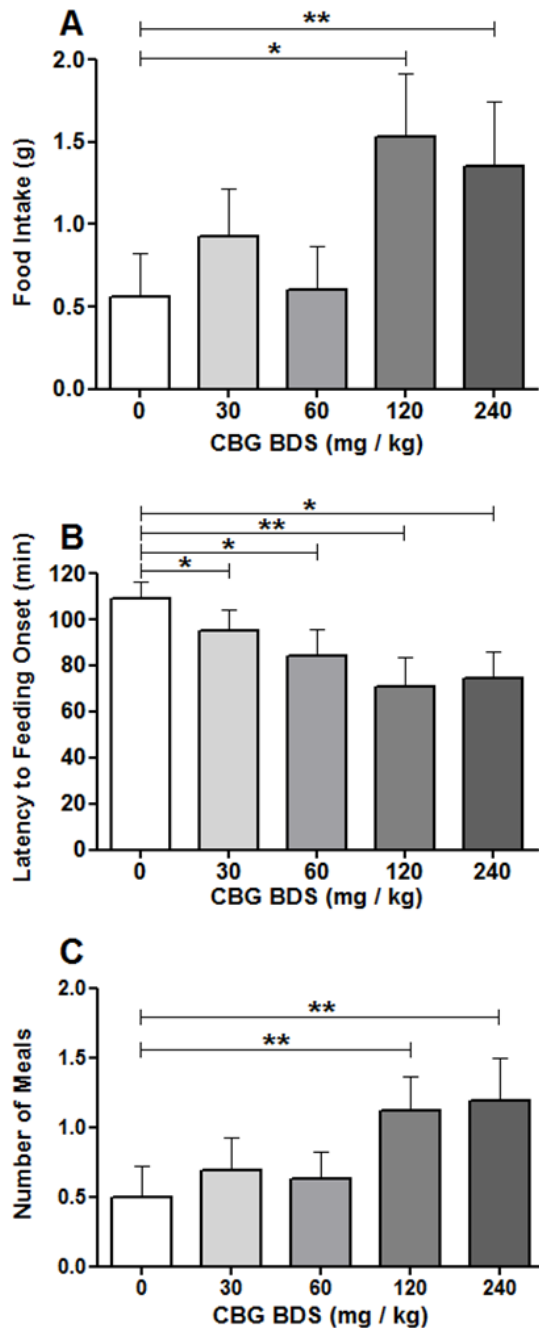 A
**
*
2.0
1.5
1.0
0.5
0.0
Food Intake (g)
0 30 60 120 240
CBG BDS (mg / kg)
B
*
**
*
*
120
100
80
60
40
20
0
Latency to Feeding Onset (min)
0 30 60 120 240
CBG BDS (mg / kg)
C
2.0
**
**
1.5
1.0
0.5
0.0
Number of Meals
0 30 60 120 240
CBG BDS (mg / kg)